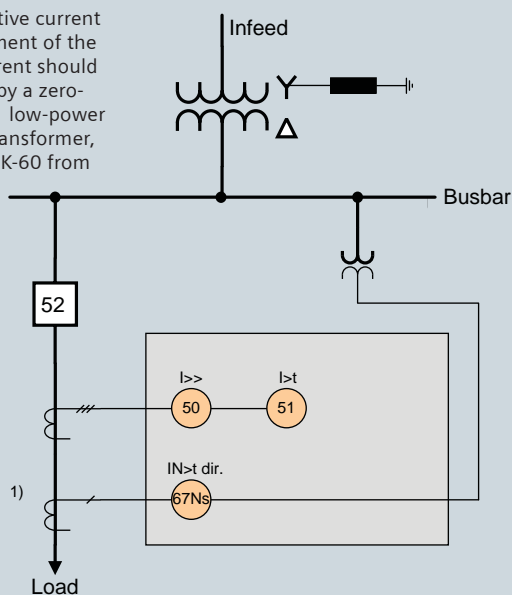 tive current
ment of the
rent should
by a zero-
low-power
ransformer,
K-60 from
Infeed
Busbar
52
I>>
I>t
50
51
IN>t dir.
1)
67Ns
Load